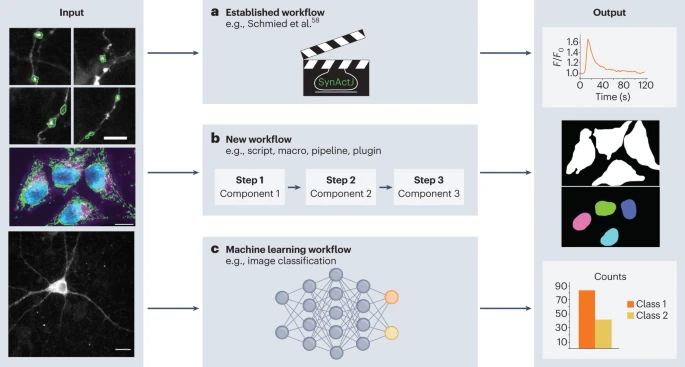 Input
a Established workflow
e.g., Schmied et al.58
SynActJ
Output
F/F0
1.6
1.4
1.2
1.0
0 40 80 120
Time (s)
b New workflow
e.g., script, macro, pipeline, plugin
Step 1
Component 1
Step 2
Component 2
Step 3
Component 3
c Machine learning workflow
e.g., image classification
Counts
90
70
50
30
10
Class 1
Class 2